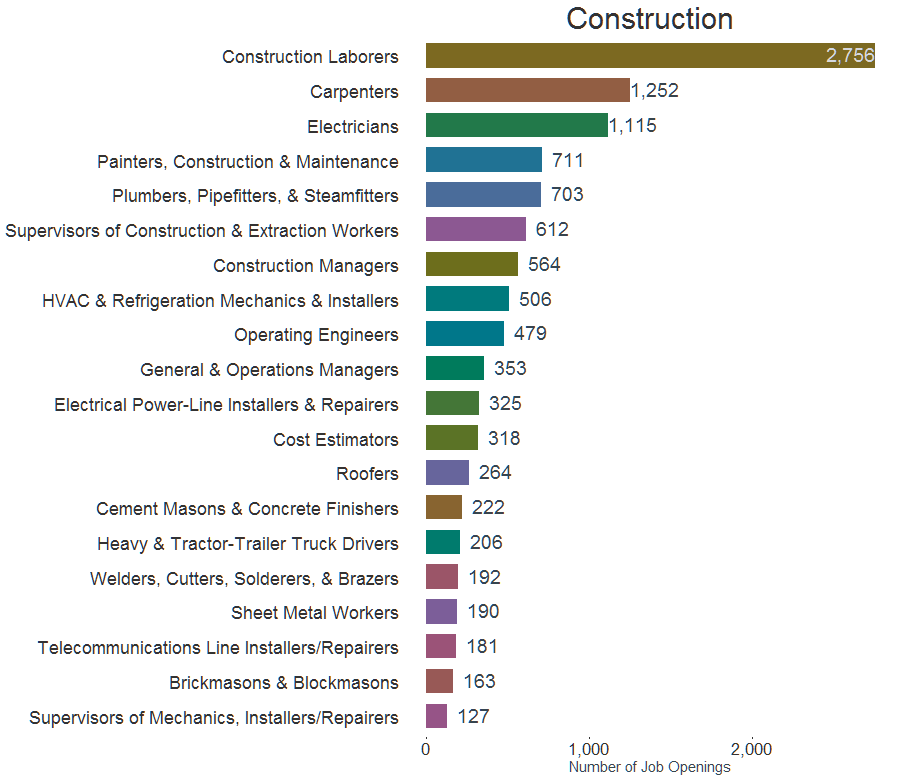 Construction
Construction Laborers 2,756
Carpenters 1,252
Electricians 1,115
Painters, Construction & Maintenance 711
Plumbers, Pipefitters, & Steamfitters 703
Supervisors of Construction & Extraction Workers 612
Construction Managers 564
HVAC & Refrigeration Mechanics & Installers 506
Operating Engineers 479
General & Operations Managers 353
Electrical Power-Line Installers & Repairers 325
Cost Estimators 318
Roofers 264
Cement Masons & Concrete Finishers 222
Heavy & Tractor-Trailer Truck Drivers 206
Welders, Cutters, Solderers, & Brazers 192
Sheet Metal Workers 190
Telecommunications Line Installers/Repairers 181
Brickmasons & Blockmasons 163
Supervisors of Mechanics, Installers/Repairers 127
0 1,000 2,000
Number of Job Openings